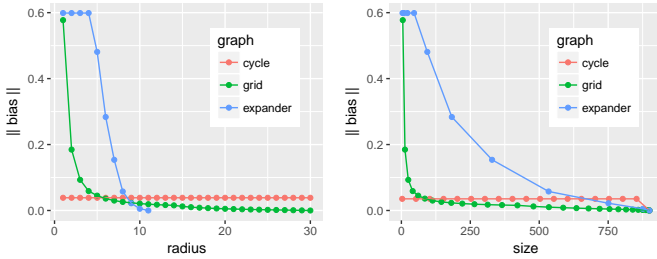 0.6
0.4
0.2
0.0
|| bias ||
0
10
20
30
radius
graph
cycle
grid
expander
0.6
0.4
0.2
0.0
|| bias ||
0
250
500
750
size
graph
cycle
grid
expander